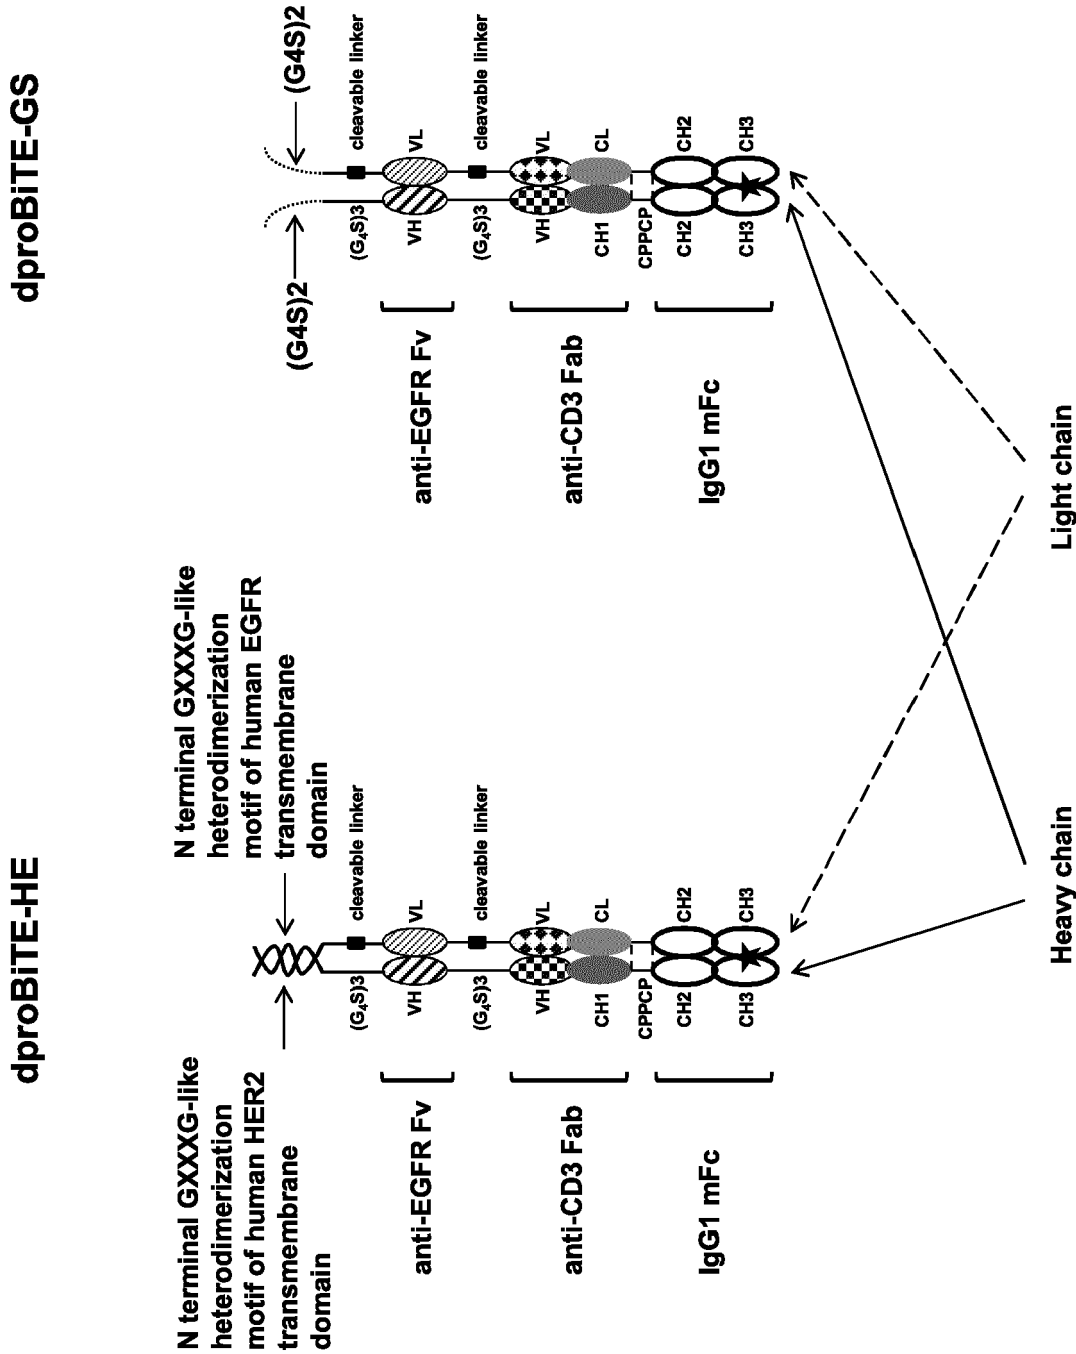 dproBiTE-HE
N terminal GXXXG-like
heterodimerization
motif of human HER2
transmembrane
domain
N terminal GXXXG-like
heterodimerization
motif of human EGFR
transmembrane
domain
(G₄S)3
cleavable linker
VH
VL
anti-EGFR Fv
(G₄S)3
cleavable linker
VH
VL
CH1
CL
anti-CD3 Fab
CPPCP
CH2
CH2
CH3
CH3
IgG1 mFc
dproBiTE-GS
(G4S)2
(G4S)2
(G₄S)3
cleavable linker
VH
VL
anti-EGFR Fv
(G₄S)3
cleavable linker
VH
VL
CH1
CL
anti-CD3 Fab
CPPCP
CH2
CH2
CH3
CH3
IgG1 mFc
Heavy chain
Light chain